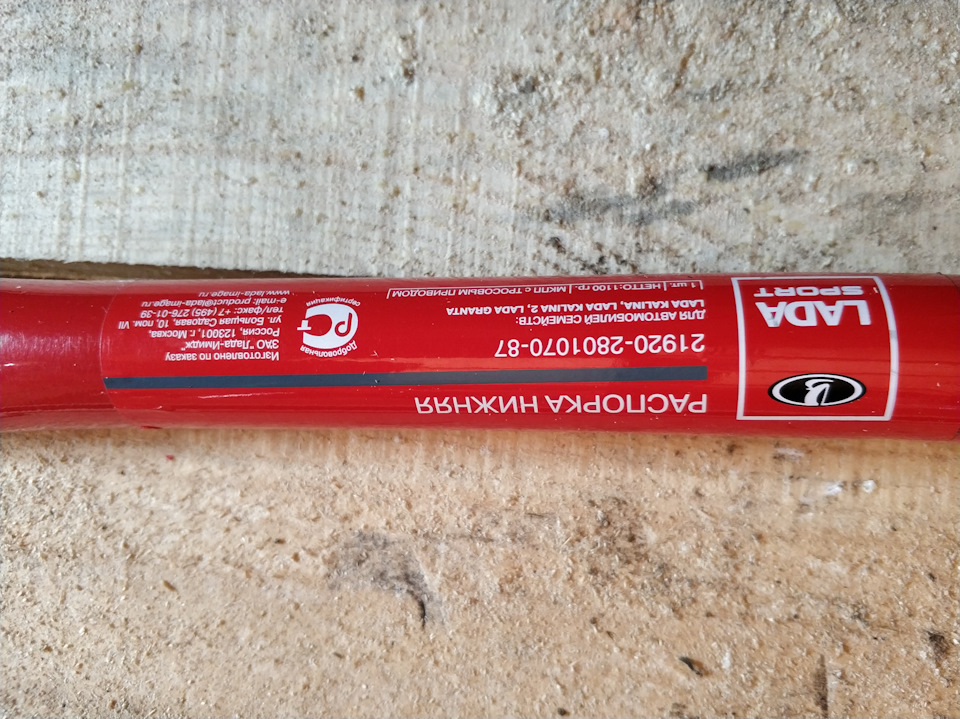 LADA
SPORT
РАСПОРКА НИЖНЯЯ
21920-2801070-87
ДЛЯ АВТОМОБИЛЕЙ СЕМЕЙСТВ:
LADA KALINA, LADA KALINA 2, LADA GRANTA
1 шт. | НЕТТО: 1100 гр. | МКПП с ТРОСОВЫМ ПРИВОДОМ
Добровольная
РСТ
сертификация
Изготовлено по заказу
ЗАО "Лада-Имидж"
Россия, 123001, г. Москва,
ул. Большая Садовая, 10, пом. VII
тел/факс: +7 (495) 276-01-39
e-mail: product@lada-image.ru
www.lada-image.ru